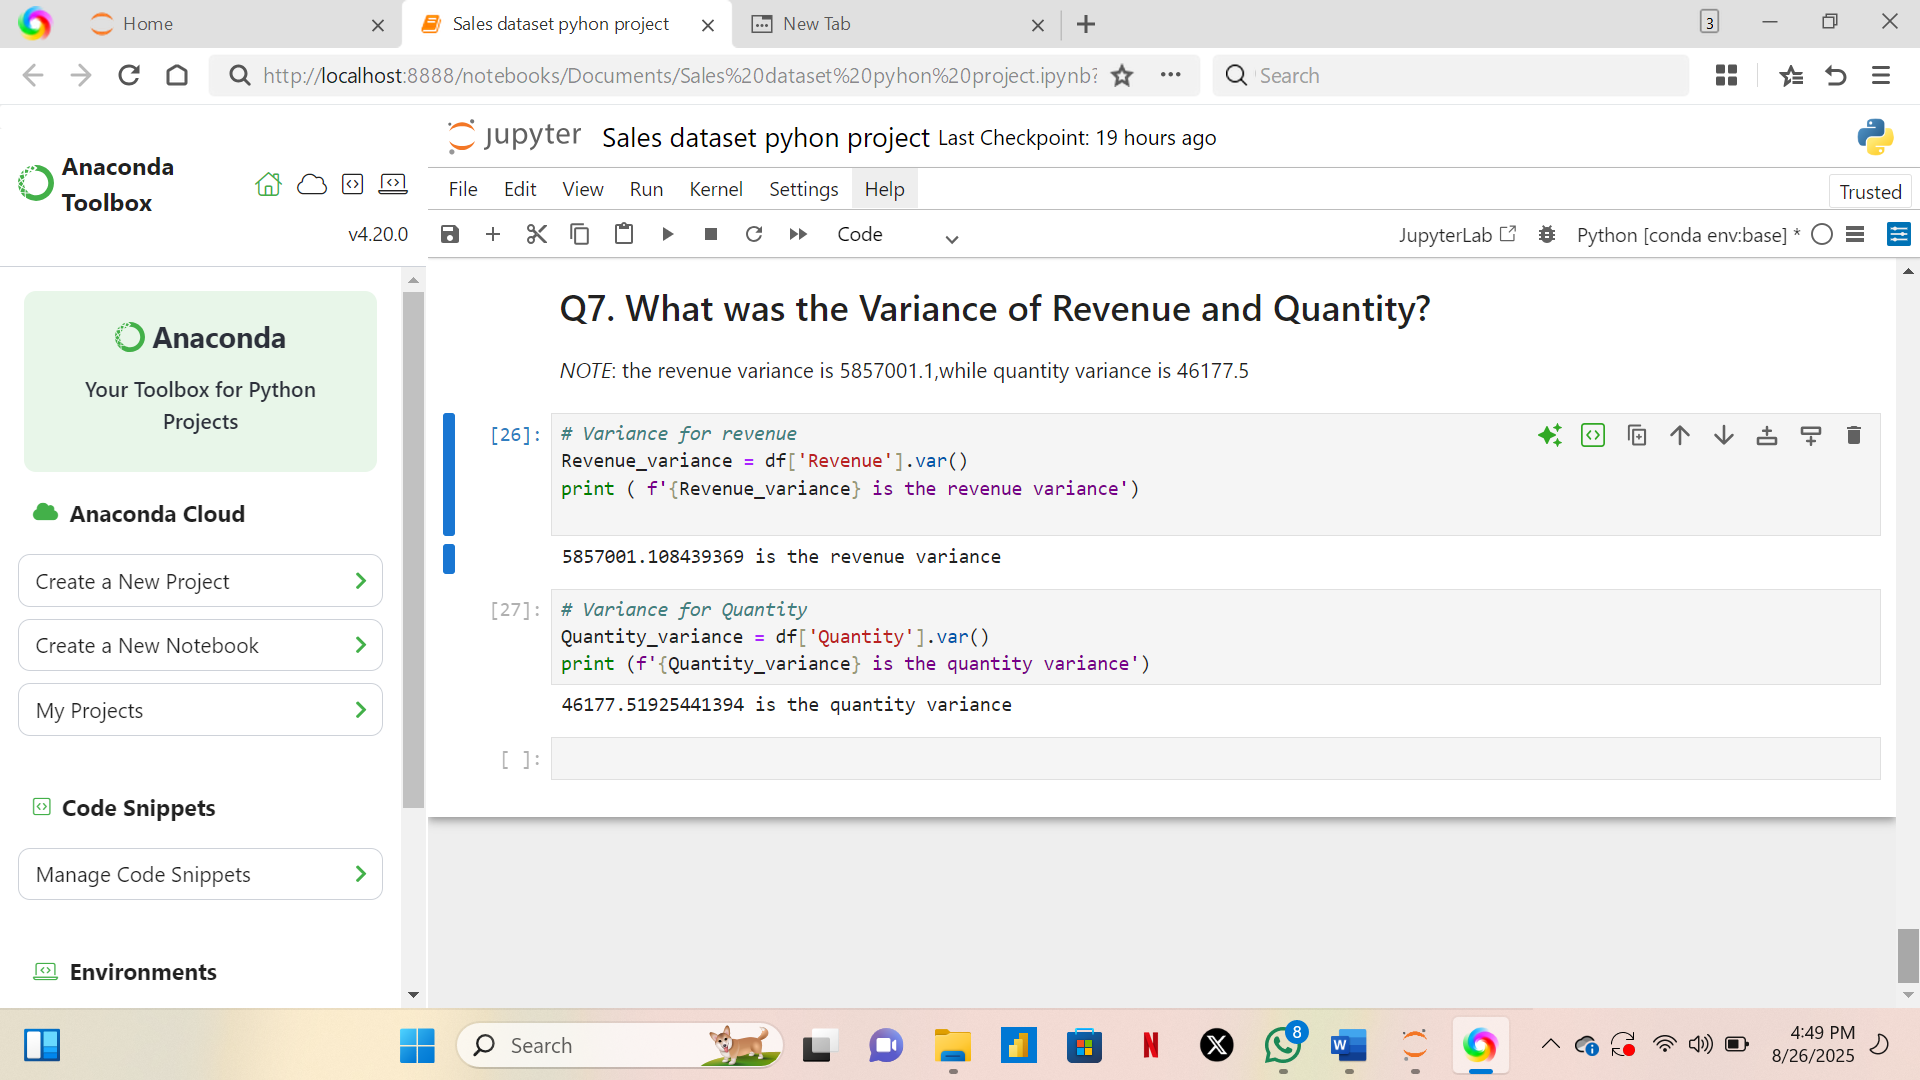 Home
Sales dataset pyhon project
New Tab
3
http://localhost:8888/notebooks/Documents/Sales%20dataset%20pyhon%20project.ipynb?
Search
Anaconda
Toolbox
v4.20.0
Anaconda
Your Toolbox for Python
Projects
Anaconda Cloud
Create a New Project
Create a New Notebook
My Projects
Code Snippets
Manage Code Snippets
Environments
jupyter Sales dataset pyhon project Last Checkpoint: 19 hours ago
File Edit View Run Kernel Settings Help
Trusted
Code
JupyterLab
Python [conda env:base] *
Q7. What was the Variance of Revenue and Quantity?
NOTE: the revenue variance is 5857001.1,while quantity variance is 46177.5
[26]: # Variance for revenue
Revenue_variance = df['Revenue'].var()
print ( f'{Revenue_variance} is the revenue variance')
5857001.108439369 is the revenue variance
[27]: # Variance for Quantity
Quantity_variance = df['Quantity'].var()
print (f'{Quantity_variance} is the quantity variance')
46177.51925441394 is the quantity variance
[ ]:
Search
N
X
8
W
4:49 PM
8/26/2025